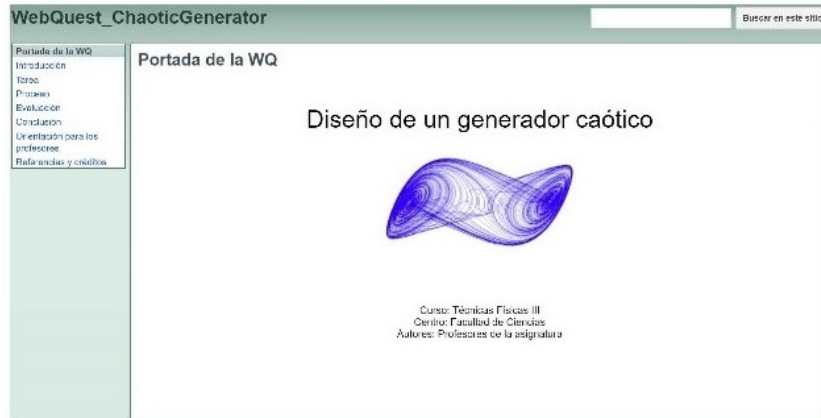 WebQuest_ChaoticGenerator
Buscar en este sitio
Portada de la WQ
Introducción
Tarea
Proceso
Evaluación
Conclusión
Orientación para los
profesores
Referencias y créditos
Portada de la WQ
Diseño de un generador caótico
Curso: Técnicas Físicas III
Centro: Facultad de Ciencias
Autores: Profesores de la asignatura